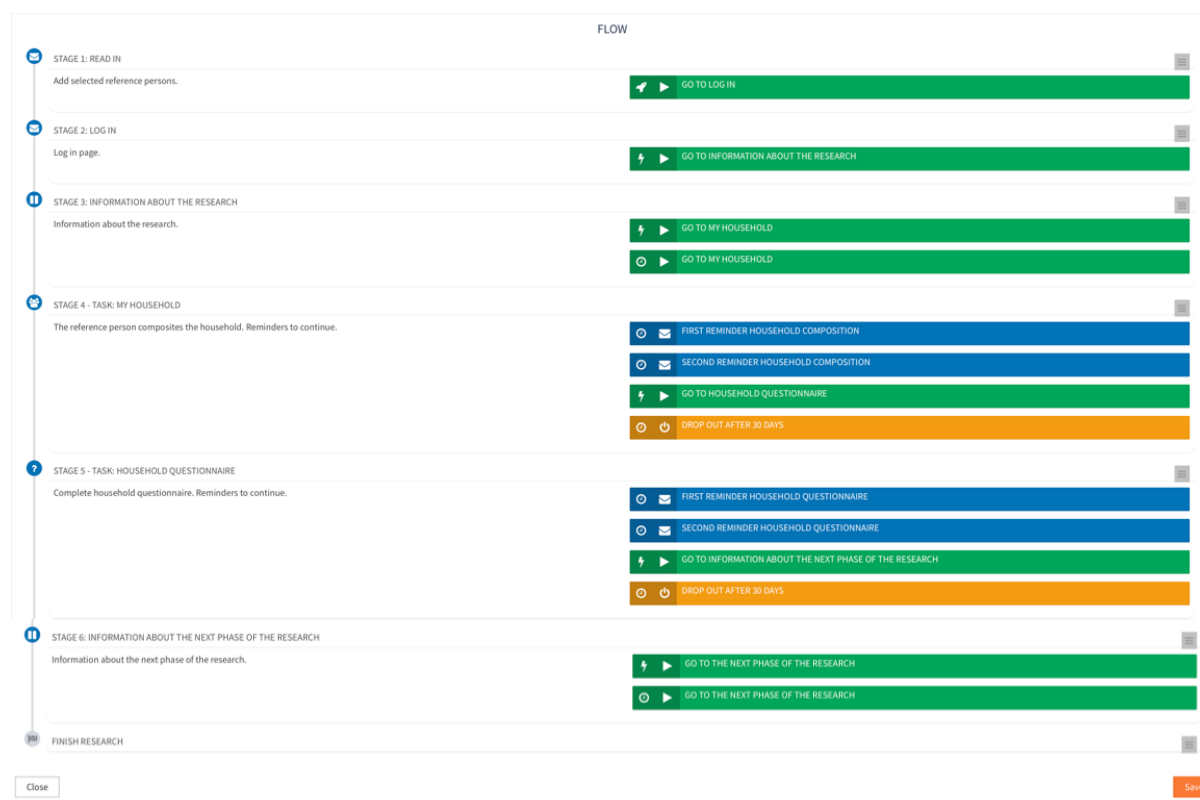 FLOW
STAGE 1: READ IN
Add selected reference persons.
GO TO LOG IN
STAGE 2: LOG IN
Log in page.
GO TO INFORMATION ABOUT THE RESEARCH
STAGE 3: INFORMATION ABOUT THE RESEARCH
Information about the research.
GO TO MY HOUSEHOLD
GO TO MY HOUSEHOLD
STAGE 4 - TASK: MY HOUSEHOLD
The reference person composites the household. Reminders to continue.
FIRST REMINDER HOUSEHOLD COMPOSITION
SECOND REMINDER HOUSEHOLD COMPOSITION
GO TO HOUSEHOLD QUESTIONNAIRE
DROP OUT AFTER 30 DAYS
STAGE 5 - TASK: HOUSEHOLD QUESTIONNAIRE
Complete household questionnaire. Reminders to continue.
FIRST REMINDER HOUSEHOLD QUESTIONNAIRE
SECOND REMINDER HOUSEHOLD QUESTIONNAIRE
GO TO INFORMATION ABOUT THE NEXT PHASE OF THE RESEARCH
DROP OUT AFTER 30 DAYS
STAGE 6: INFORMATION ABOUT THE NEXT PHASE OF THE RESEARCH
Information about the next phase of the research.
GO TO THE NEXT PHASE OF THE RESEARCH
GO TO THE NEXT PHASE OF THE RESEARCH
FINISH RESEARCH
Close